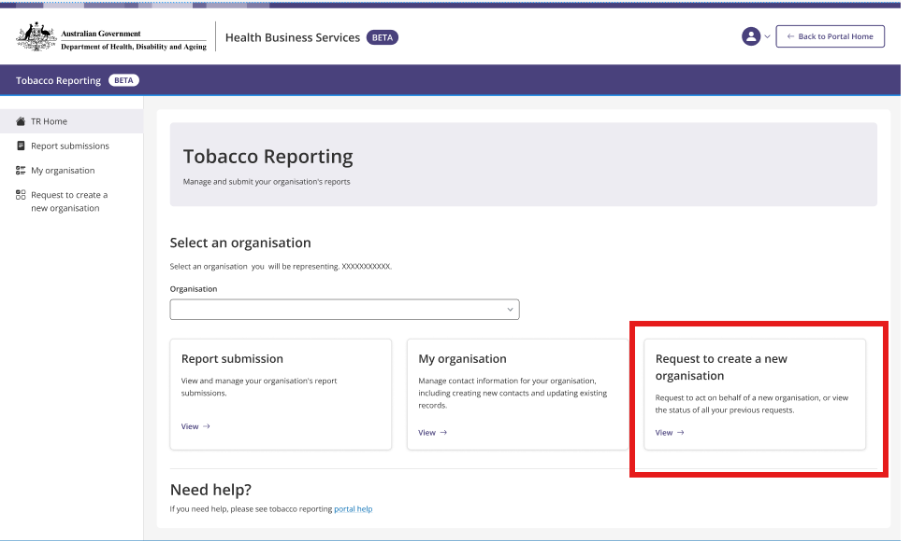 Australian Government
Department of Health, Disability and Ageing
Health Business Services BETA
← Back to Portal Home
Tobacco Reporting BETA
TR Home
Report submissions
My organisation
Request to create a
new organisation
Tobacco Reporting
Manage and submit your organisation's reports
Select an organisation
Select an organisation you will be representing. XXXXXXXXXXX.
Organisation
Report submission
View and manage your organisation's report
submissions.
View →
My organisation
Manage contact information for your organisation,
including creating new contacts and updating existing
records.
View →
Request to create a new
organisation
Request to act on behalf of a new organisation, or view
the status of all your previous requests.
View →
Need help?
If you need help, please see tobacco reporting portal help